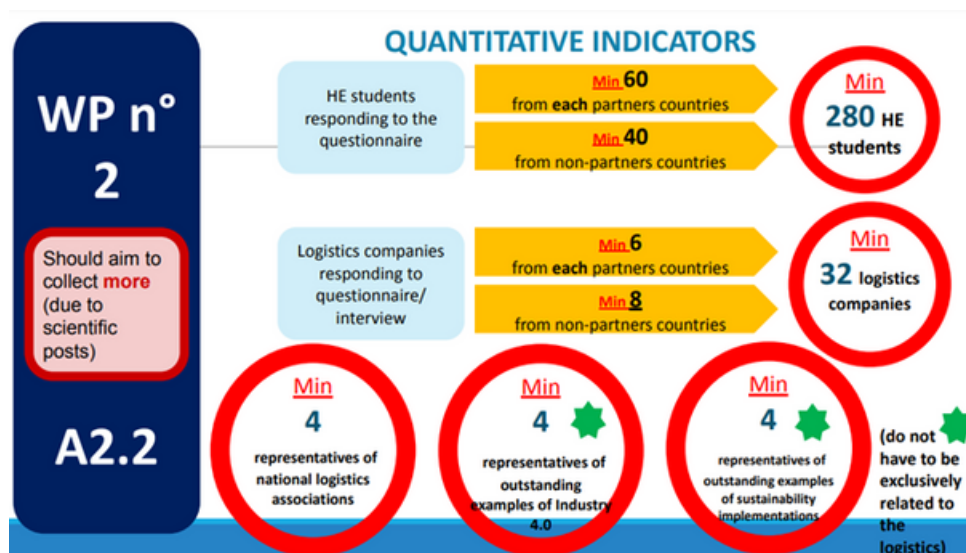 WP n°
2
Should aim to
collect more
(due to
scientific
posts)
A2.2
QUANTITATIVE INDICATORS
HE students
responding to the
questionnaire
Min 60
from each partners countries
Min 40
from non-partners countries
Min
280 HE
students
Logistics companies
responding to
questionnaire/
interview
Min 6
from each partners countries
Min 8
from non-partners countries
Min
32 logistics
companies
Min
4
representatives of
national logistics
associations
Min
4
representatives of
outstanding
examples of Industry
4.0
Min
4
representatives of
outstanding examples
of sustainability
implementations
(do not
have to be
exclusively
related to
the
logistics)